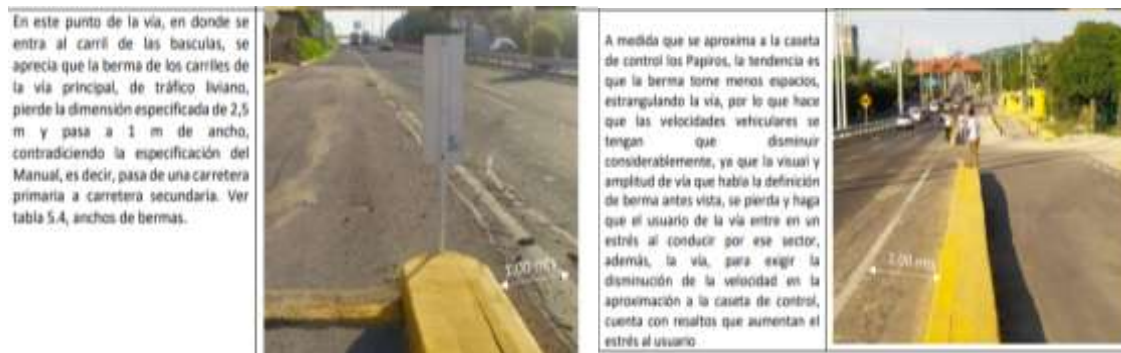 En este punto de la vía, en donde se
entra al carril de las basculas, se
aprecia que la berma de los carriles de
la vía principal, de tráfico liviano,
pierde la dimensión especificada de 2,5
m y pasa a 1 m de ancho,
contradiciendo la especificación del
Manual, es decir, pasa de una carretera
primaria a carretera secundaria. Ver
tabla 5.4, anchos de bermas.
1.00 mts
A medida que se aproxima a la caseta
de control los Papiros, la tendencia es
que la berma tome menos espacios,
estrangulando la vía, por lo que hace
que las velocidades vehiculares se
tengan que disminuir
considerablemente, ya que la visual y
amplitud de vía que habla la definición
de berma antes vista, se pierda y haga
que el usuario de la vía entre en un
estrés al conducir por ese sector,
además, la vía, para exigir la
disminución de la velocidad en la
aproximación a la caseta de control,
cuenta con resaltos que aumentan el
estrés al usuario
1.00 mts